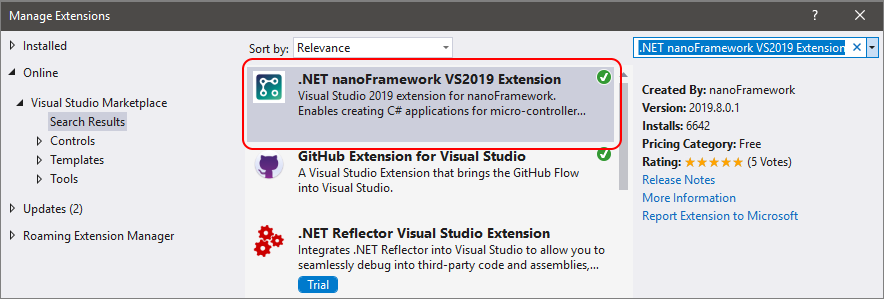 Manage Extensions
?
Installed
Online
Visual Studio Marketplace
Search Results
Controls
Templates
Tools
Updates (2)
Roaming Extension Manager
Sort by: Relevance
.NET nanoFramework VS2019 Extension
Visual Studio 2019 extension for nanoFramework.
Enables creating C# applications for micro-controller...
GitHub Extension for Visual Studio
A Visual Studio Extension that brings the GitHub Flow
into Visual Studio.
.NET Reflector Visual Studio Extension
Integrates .NET Reflector into Visual Studio to allow you to
seamlessly debug into third-party code and assemblies,...
Trial
.NET nanoFramework VS2019 Extension
Created By: nanoFramework
Version: 2019.8.0.1
Installs: 6642
Pricing Category: Free
Rating: ★★★★★ (5 Votes)
Release Notes
More Information
Report Extension to Microsoft